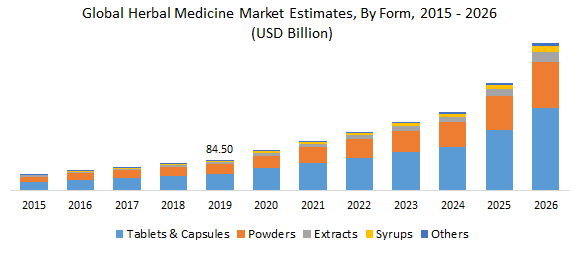 Global Herbal Medicine Market Estimates, By Form, 2015 - 2026
(USD Billion)
84.50
2015 2016 2017 2018 2019 2020 2021 2022 2023 2024 2025 2026
Tablets & Capsules Powders Extracts Syrups Others